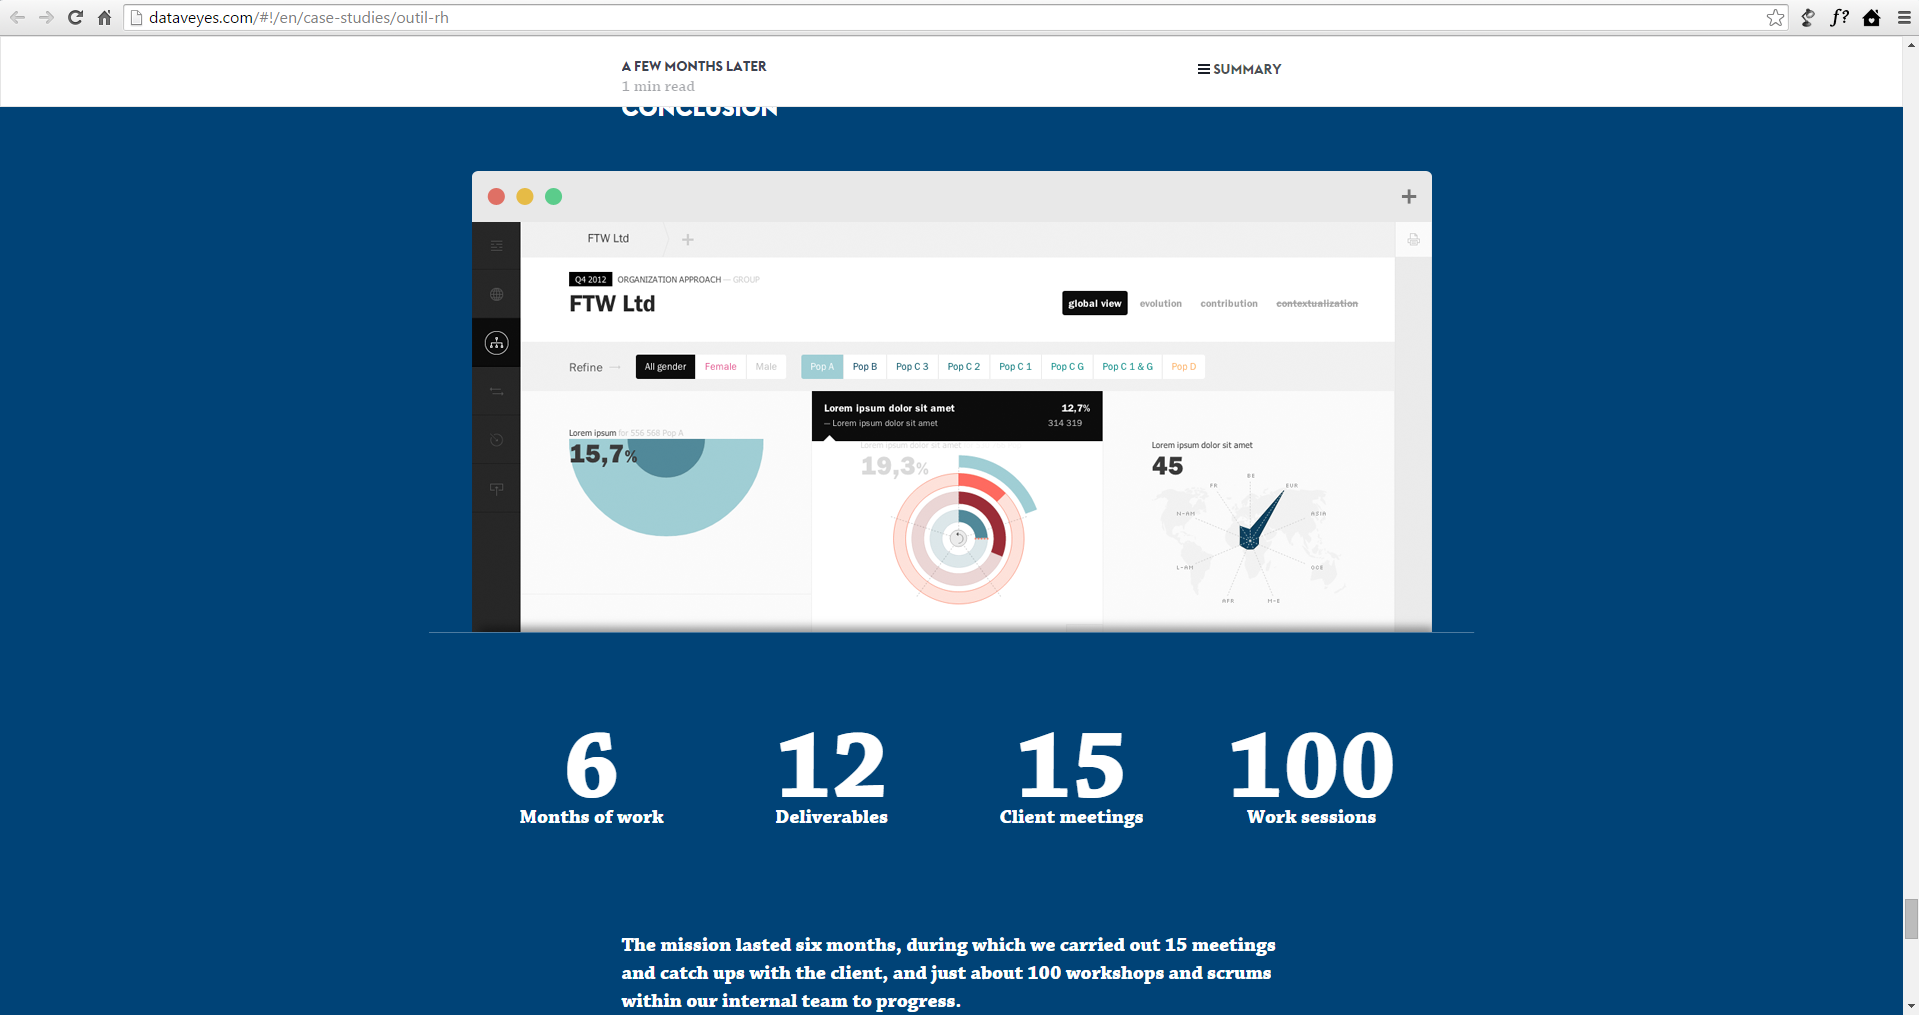 dataveyes.com/#!/en/case-studies/outil-rh
f?
A FEW MONTHS LATER
1 min read
SUMMARY
CONCLUSION
FTW Ltd
Q4 2012 ORGANIZATION APPROACH — GROUP
FTW Ltd
global view evolution contribution contextualization
Refine All gender Female Male Pop A Pop B Pop C 3 Pop C 2 Pop C 1 Pop C G Pop C 1 & G Pop D
Lorem ipsum dolor sit amet 12,7%
— Lorem ipsum dolor sit amet 314 319
Lorem ipsum for 556 568 Pop A
15,7%
Lorem ipsum dolor sit amet
19,3%
Lorem ipsum dolor sit amet
45
BE
FR EUR
N-AM ASIA
L-AM OCE
AFR M-E
6 12 15 100
Months of work Deliverables Client meetings Work sessions
The mission lasted six months, during which we carried out 15 meetings
and catch ups with the client, and just about 100 workshops and scrums
within our internal team to progress.